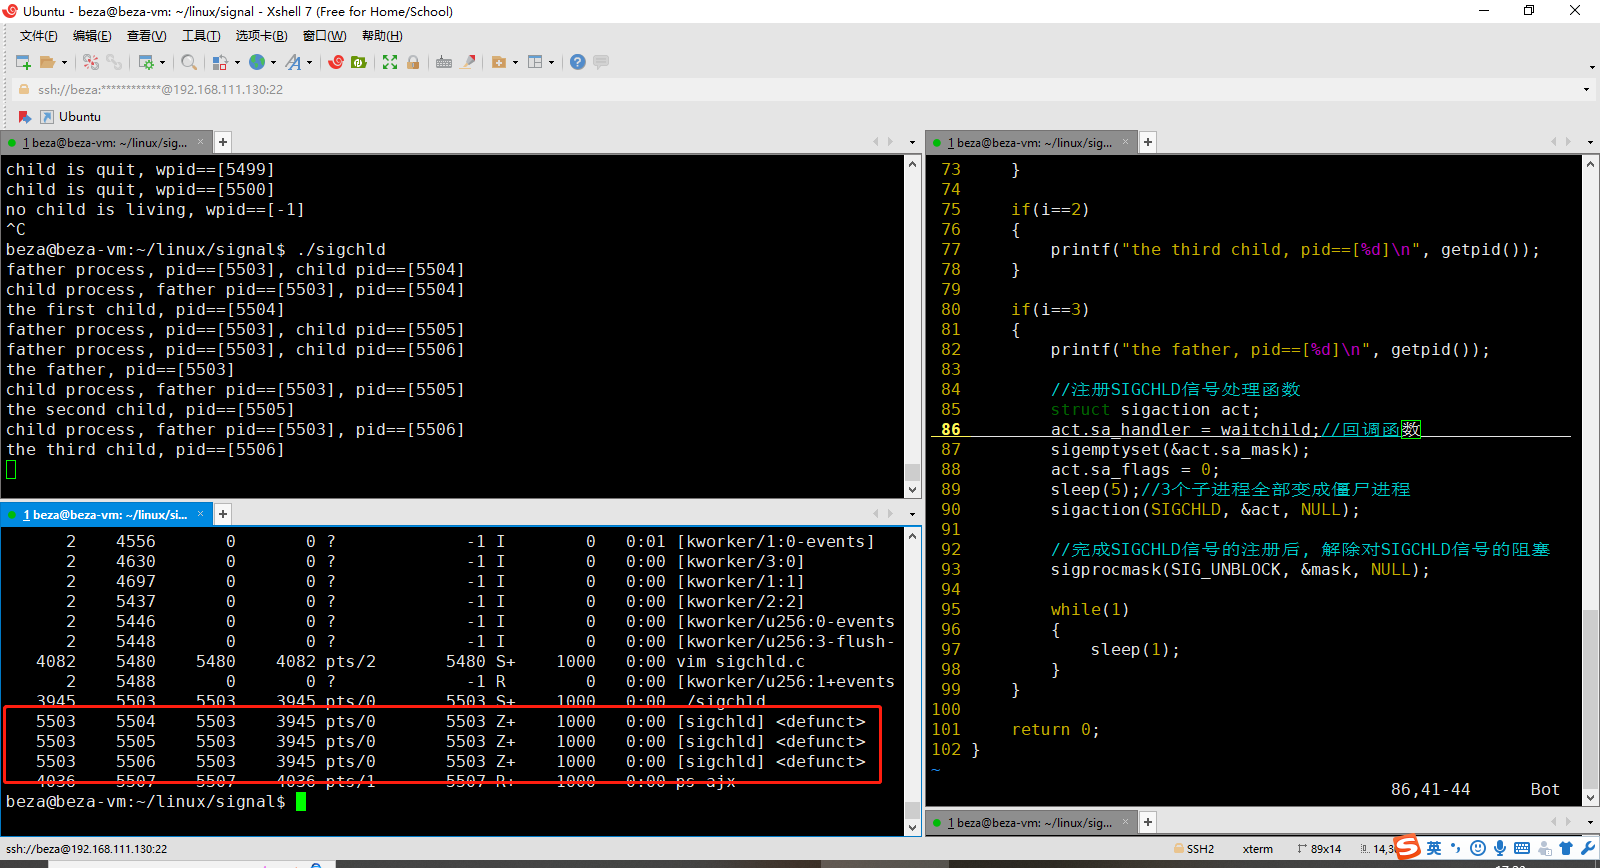 Ubuntu - beza@beza-vm: ~/linux/signal - Xshell 7 (Free for Home/School)
文件(F) 编辑(E) 查看(V) 工具(T) 选项卡(B) 窗口(W) 帮助(H)
ssh://beza:************@192.168.111.130:22
Ubuntu
1 beza@beza-vm: ~/linux/sig...
child is quit, wpid==[5499]
child is quit, wpid==[5500]
no child is living, wpid==[-1]
^C
beza@beza-vm:~/linux/signal$ ./sigchld
father process, pid==[5503], child pid==[5504]
child process, father pid==[5503], pid==[5504]
the first child, pid==[5504]
father process, pid==[5503], child pid==[5505]
father process, pid==[5503], child pid==[5506]
the father, pid==[5503]
child process, father pid==[5503], pid==[5505]
the second child, pid==[5505]
child process, father pid==[5503], pid==[5506]
the third child, pid==[5506]
1 beza@beza-vm: ~/linux/si...
2 4556 0 0 ? -1 I 0 0:01 [kworker/1:0-events]
2 4630 0 0 ? -1 I 0 0:00 [kworker/3:0]
2 4697 0 0 ? -1 I 0 0:00 [kworker/1:1]
2 5437 0 0 ? -1 I 0 0:00 [kworker/2:2]
2 5446 0 0 ? -1 I 0 0:00 [kworker/u256:0-events
2 5448 0 0 ? -1 I 0 0:00 [kworker/u256:3-flush-
4082 5480 5480 4082 pts/2 5480 S+ 1000 0:00 vim sigchld.c
2 5488 0 0 ? -1 R 0 0:00 [kworker/u256:1+events
3945 5503 5503 3945 pts/0 5503 S+ 1000 0:00 ./sigchld
5503 5504 5503 3945 pts/0 5503 Z+ 1000 0:00 [sigchld] <defunct>
5503 5505 5503 3945 pts/0 5503 Z+ 1000 0:00 [sigchld] <defunct>
5503 5506 5503 3945 pts/0 5503 Z+ 1000 0:00 [sigchld] <defunct>
4036 5507 5507 4036 pts/1 5507 R+ 1000 0:00 ps ajx
beza@beza-vm:~/linux/signal$
1 beza@beza-vm: ~/linux/sig...
73 }
74
75 if(i==2)
76 {
77 printf("the third child, pid==[%d]\n", getpid());
78 }
79
80 if(i==3)
81 {
82 printf("the father, pid==[%d]\n", getpid());
83
84 //注册SIGCHLD信号处理函数
85 struct sigaction act;
86 act.sa_handler = waitchild;//回调函数
87 sigemptyset(&act.sa_mask);
88 act.sa_flags = 0;
89 sleep(5);//3个子进程全部变成僵尸进程
90 sigaction(SIGCHLD, &act, NULL);
91
92 //完成SIGCHLD信号的注册后, 解除对SIGCHLD信号的阻塞
93 sigprocmask(SIG_UNBLOCK, &mask, NULL);
94
95 while(1)
96 {
97 sleep(1);
98 }
99 }
100
101 return 0;
102 }
~
86,41-44 Bot
1 beza@beza-vm: ~/linux/sig...
ssh://beza@192.168.111.130:22 SSH2 xterm 89x14 英